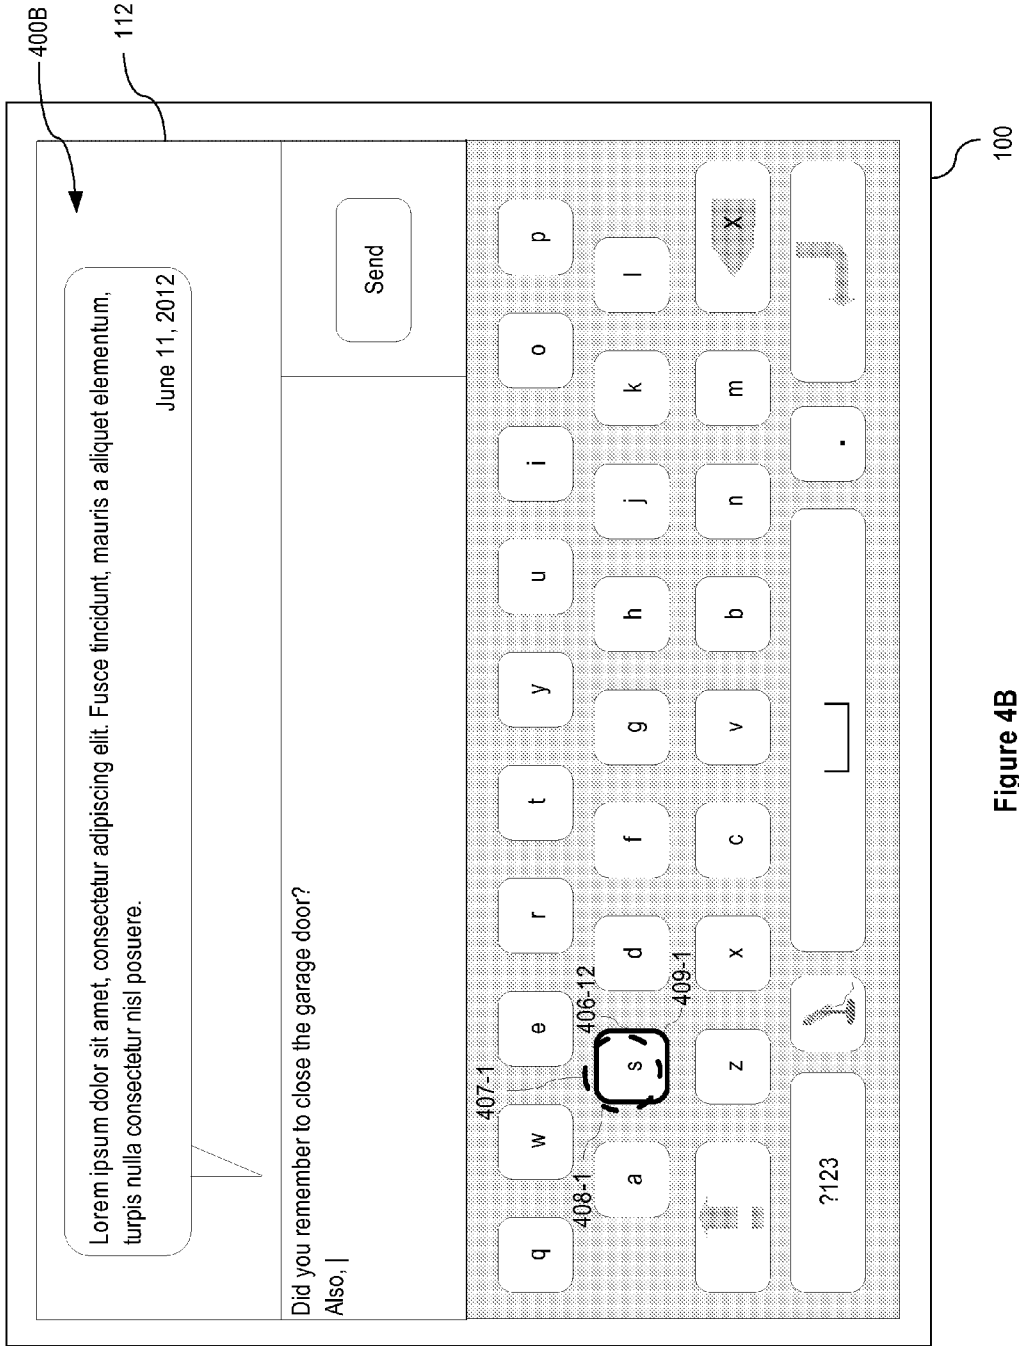 400B
112
Lorem ipsum dolor sit amet, consectetur adipiscing elit. Fusce tincidunt, mauris a aliquet elementum,
turpis nulla consectetur nisl posuere.
June 11, 2012
Did you remember to close the garage door?
Also,
Send
407-1
406-12
q w e r t y u i o p
408-1
409-1
a s d f g h j k l
z x c v b n m X
?123 .
100
Figure 4B